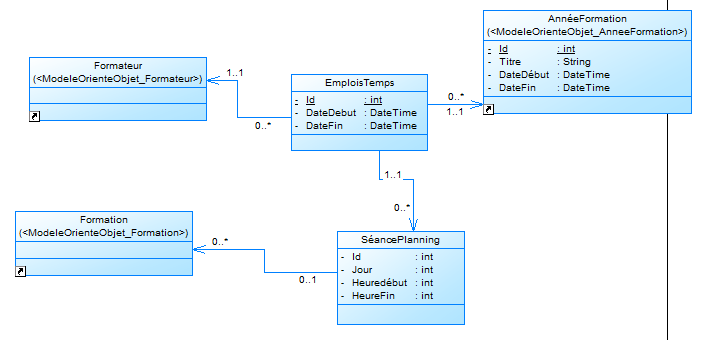 AnnéeFormation
(<ModeleOrienteObjet_AnneeFormation>)
- Id : int
- Titre : String
- DateDébut : DateTime
- DateFin : DateTime
Formateur
(<ModeleOrienteObjet_Formateur>)
1..1
0..*
EmploisTemps
- Id : int
- DateDebut : DateTime
- DateFin : DateTime
0..*
1..1
1..1
0..*
Formation
(<ModeleOrienteObjet_Formation>)
0..*
0..1
SéancePlanning
- Id : int
- Jour : int
- Heuredébut : int
- HeureFin : int